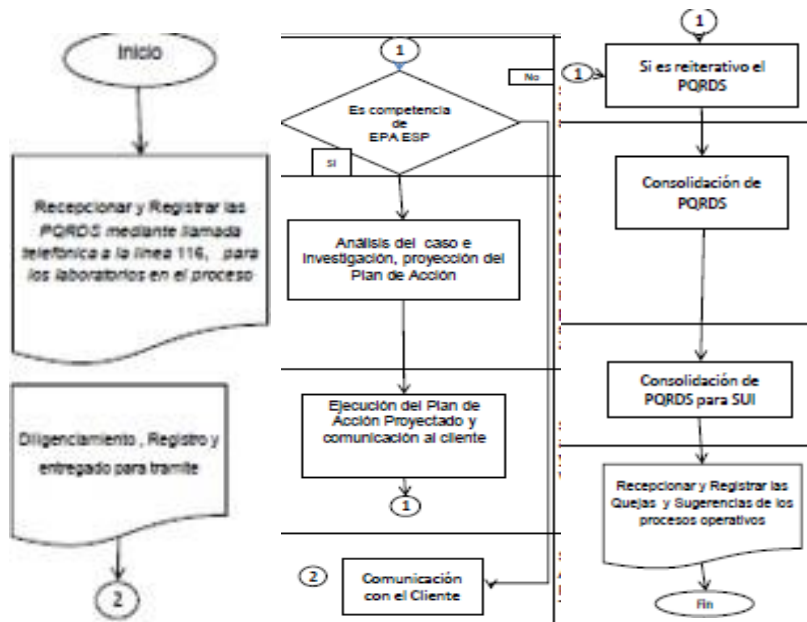 Inicio
Recepcionar y Registrar las
PQRDS mediante llamada
telefónica a la línea 116, para
los laboratorios en el proceso
Diligenciamiento , Registro y
entregado para tramite
2
1
No
Es competencia
de
EPA ESP
SI
Análisis del caso e
Investigación, proyección del
Plan de Acción
Ejecución del Plan de
Acción Proyectado y
comunicación al cliente
1
2
Comunicación
con el Cliente
1
1
Si es reiterativo el
PQRDS
Consolidación de
PQRDS
Consolidación de
PQRDS para SUI
Recepcionar y Registrar las
Quejas y Sugerencias de los
procesos operativos
Fin